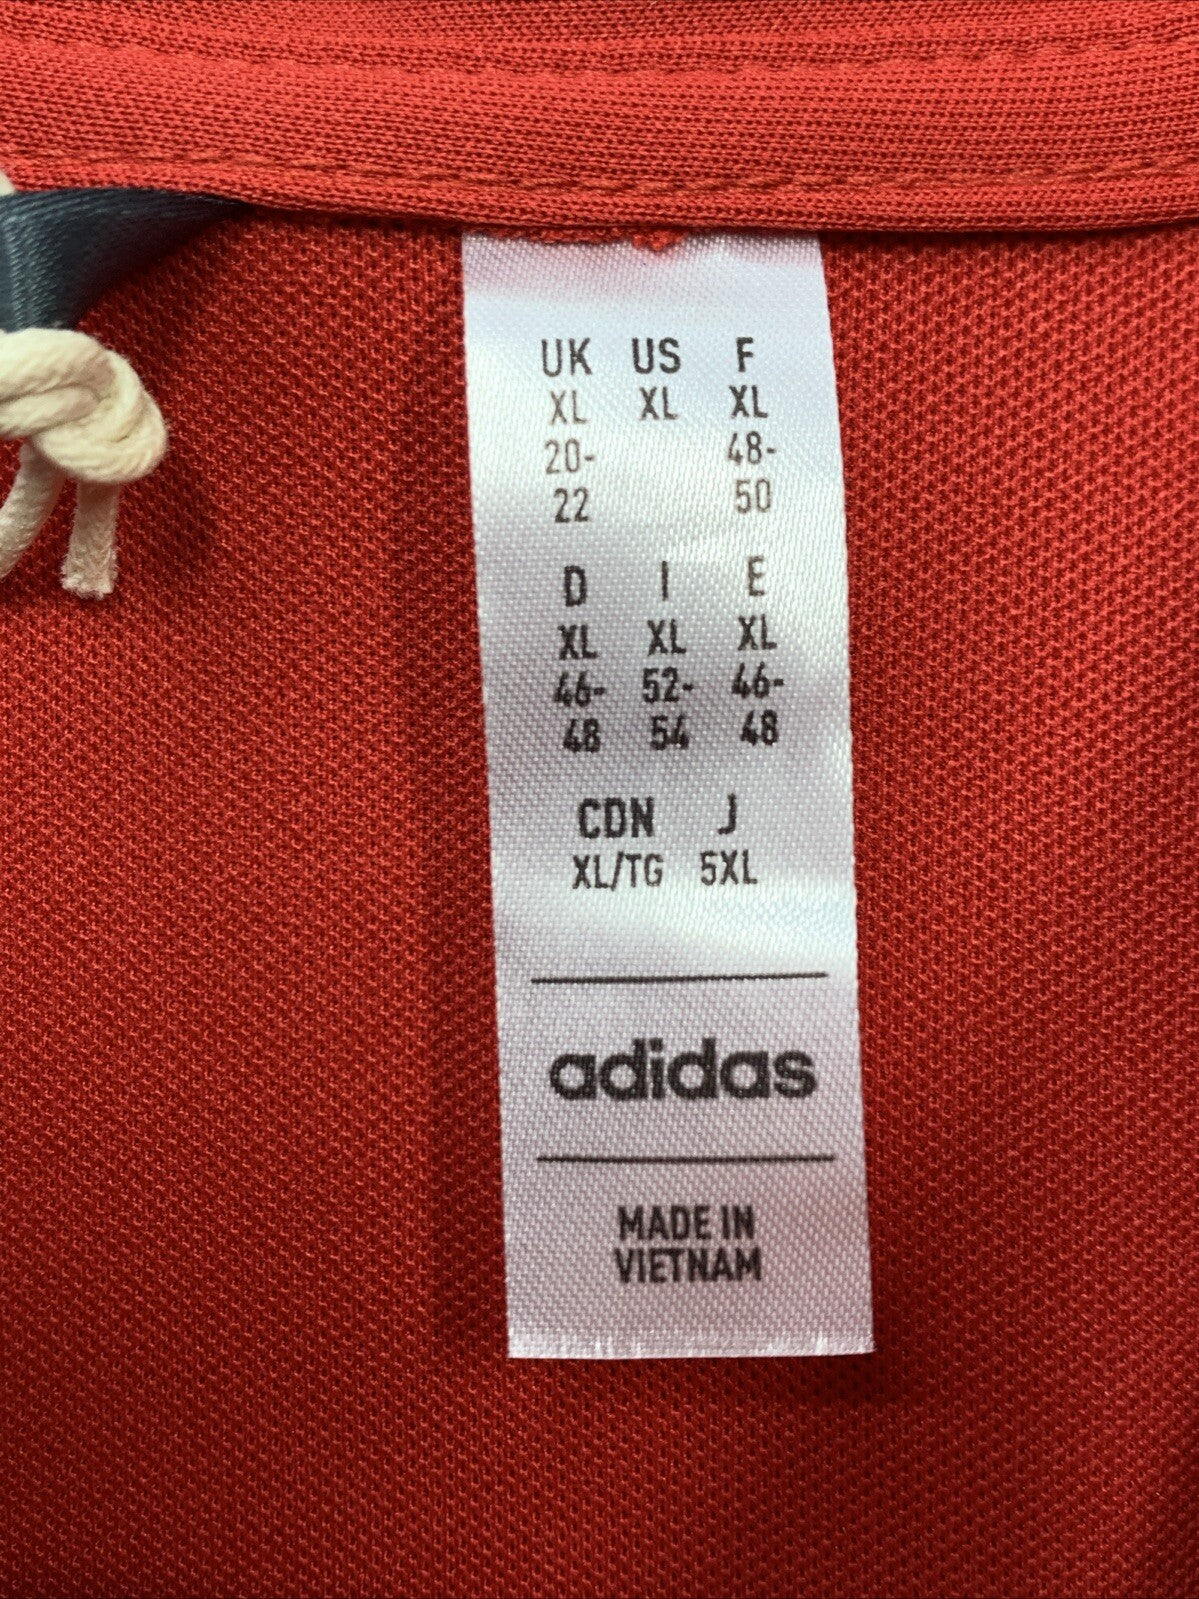 UK US F
XL XL XL
20- 48-
22 50
D I E
XL XL XL
46- 52- 46-
48 54 48
CDN J
XL/TG 5XL
adidas
MADE IN
VIETNAM